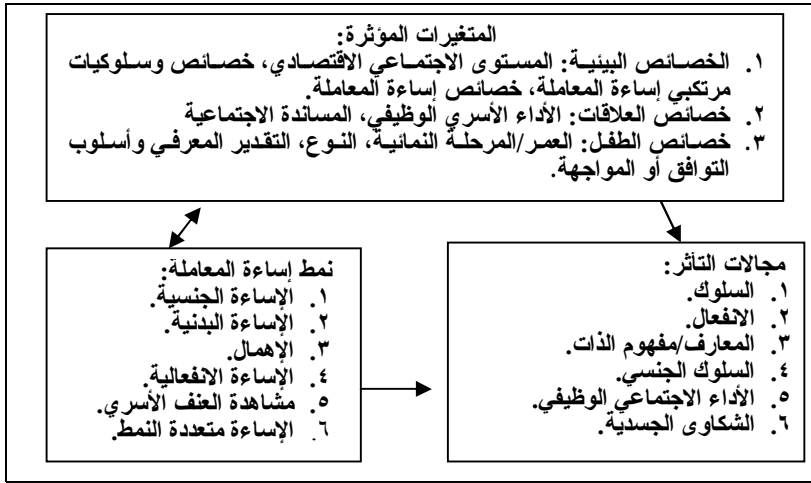 المتغيرات المؤثرة:
١. الخصائص البيئية: المستوى الاجتماعي الاقتصادي، خصائص وسلوكيات
مرتكبي إساءة المعاملة، خصائص إساءة المعاملة.
٢. خصائص العلاقات: الأداء الأسري الوظيفي، المساندة الاجتماعية
٣. خصائص الطفل: العمر/المرحلة النمائية، النوع، التقدير المعرفي وأسلوب
التوافق أو المواجهة.
نمط إساءة المعاملة:
١. الإساءة الجنسية.
٢. الإساءة البدنية.
٣. الإهمال.
٤. الإساءة الانفعالية.
٥. مشاهدة العنف الأسري.
٦. الإساءة متعددة النمط.
مجالات التأثر:
١. السلوك.
٢. الانفعال.
٣. المعارف/مفهوم الذات.
٤. السلوك الجنسي.
٥. الأداء الاجتماعي الوظيفي.
٦. الشكاوى الجسدية.